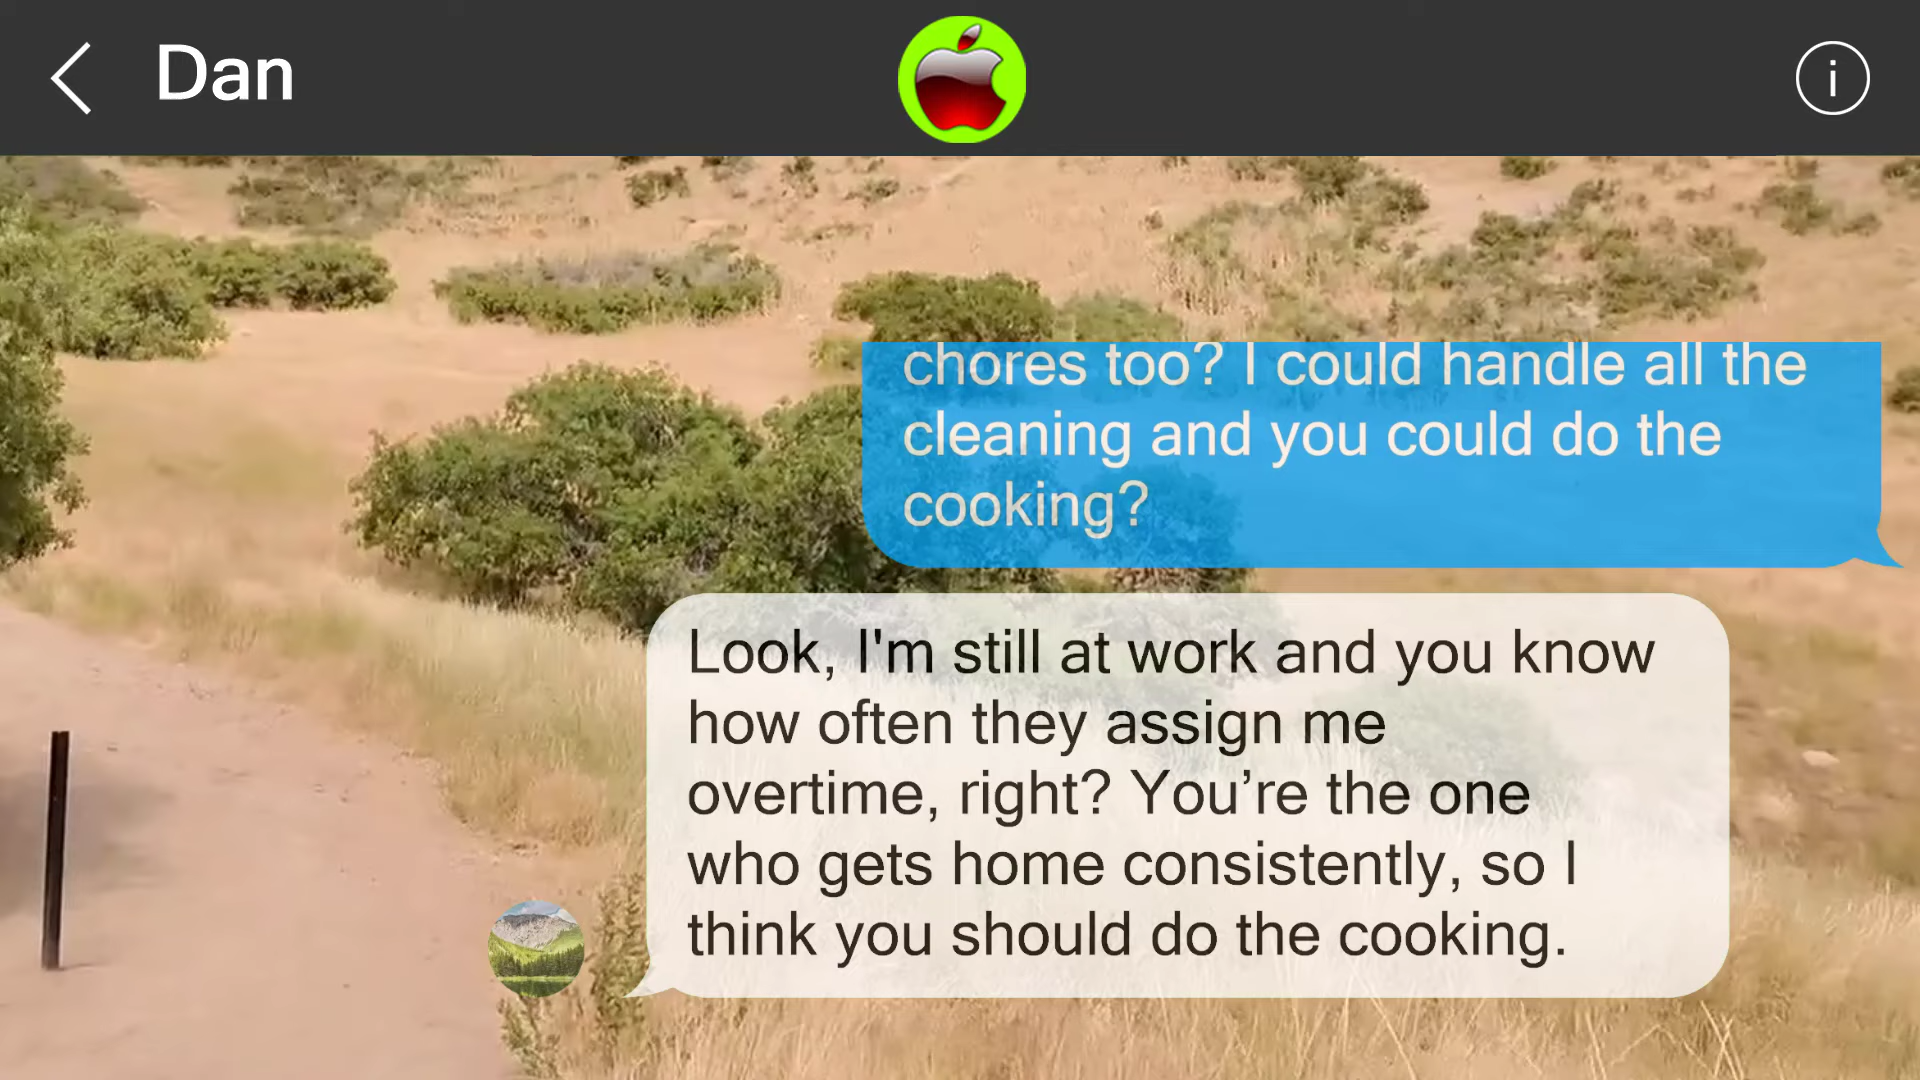 Dan
i
chores too? I could handle all the
cleaning and you could do the
cooking?
Look, I'm still at work and you know
how often they assign me
overtime, right? You’re the one
who gets home consistently, so I
think you should do the cooking.